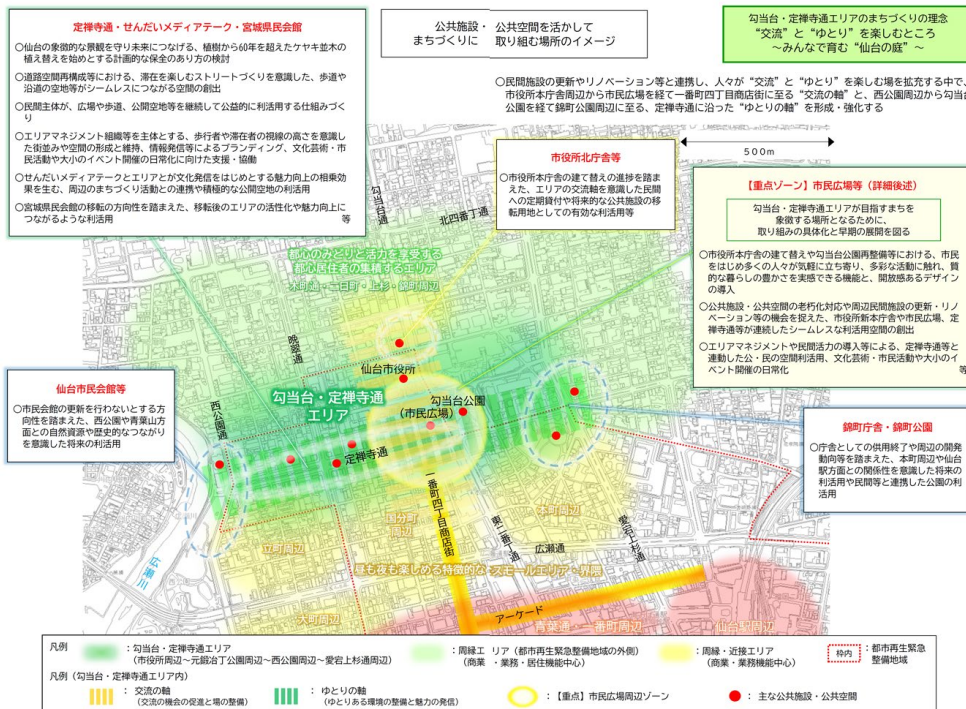 定禅寺通・せんだいメディアテーク・宮城県民会館
○仙台の象徴的な景観を守り未来につなげる、植樹から60年を超えたケヤキ並木の
植え替えを始めとする計画的な保全のあり方の検討
○道路空間再構成等における、滞在を楽しむストリートづくりを意識した、歩道や
沿道の空地等がシームレスにつながる空間の創出
○民間主体が、広場や歩道、公開空地等を継続して公益的に利活用する仕組みづく
り
○エリアマネジメント組織等を主体とする、歩行者や滞在者の視線の高さを意識し
た街並みや空間の形成と維持、情報発信等によるブランディング、文化芸術・市
民活動や大小のイベント開催の日常化に向けた支援・協働
○せんだいメディアテークとエリアとが文化発信をはじめとする魅力向上の相乗効
果を生む、周辺のまちづくり活動との連携や積極的な公開空地の利活用
○宮城県民会館の移転の方向性を踏まえた、移転後のエリアの活性化や魅力向上に
つながるような利活用 等
公共施設・ 公共空間を活かして
まちづくりに 取り組む場所のイメージ
勾当台・定禅寺通エリアのまちづくりの理念
“交流” と “ゆとり” を楽しむところ
～みんなで育む “仙台の庭” ～
○民間施設の更新やリノベーション等と連携し、人々が “交流” と “ゆとり” を楽しむ場を拡充する中で、
市役所本庁舎周辺から市民広場を経て一番町四丁目商店街に至る “交流の軸” と、西公園周辺から勾当台
公園を経て錦町公園周辺に至る、定禅寺通に沿った “ゆとりの軸” を形成・強化する
500m
市役所北庁舎等
○市役所本庁舎の建て替えの進捗を踏
まえた、エリアの交流軸を意識した民間
への定期貸付や将来的な公共施設の移
転用地としての有効な利活用等
【重点ゾーン】市民広場等（詳細後述）
勾当台・定禅寺通エリアが目指すまちを
象徴する場所となるために、
取り組みの具体化と早期の展開を図る
○市役所本庁舎の建て替えや勾当台公園再整備等における、市民
をはじめ多くの人々が気軽に立ち寄り、多彩な活動に触れ、質
的な暮らしの豊かさを実感できる機能と、開放感あるデザイン
の導入
○公共施設・公共空間の老朽化対応や周辺民間施設の更新・リノ
ベーション等の機会を捉えた、市役所新本庁舎や市民広場、定
禅寺通等が連続したシームレスな利活用空間の創出
○エリアマネジメントや民間活力の導入等による、定禅寺通等と
連動した公・民の空間利活用、文化芸術・市民活動や大小のイ
ベント開催の日常化 等
勾当台通
北四番丁通
都心のみどりと活力を享受する
都心居住者の集積するエリア
木町通・二日町・上杉・錦町周辺
晩翠通
仙台市役所
勾当台・定禅寺通
エリア
勾当台公園
（市民広場）
西公園通
定禅寺通
仙台市民会館等
○市民会館の更新を行わないとする方
向性を踏まえた、西公園や青葉山方
面との自然資源や歴史的なつながり
を意識した将来の利活用
錦町庁舎・錦町公園
○庁舎としての供用終了や周辺の開発
動向等を踏まえた、本町周辺や仙台
駅方面との関係性を意識した将来の
利活用や民間等と連携した公園の利
活用
一番町四丁目商店街
国分町
周辺
東二番丁通
本町周辺
愛宕上杉通
立町周辺
広瀬通
広瀬川
昼も夜も楽しめる特徴的な スモールエリア・界隈
大町周辺
アーケード
青葉通・一番町周辺
仙台駅周辺
凡例
：勾当台・定禅寺通エリア
（市役所周辺～元鍛冶丁公園周辺～西公園周辺～愛宕上杉通周辺）
：周縁エ リア（都市再生緊急整備地域の外側）
（商業 ・業務・居住機能中心）
：周縁・近接エリア
（商業・業務機能中心）
枠内
：都市再生緊急
整備地域
凡例（勾当台・定禅寺通エリア内）
： 交流の軸
（交流の機会の促進と場の整備）
： ゆとりの軸
（ゆとりある環境の整備と魅力の発信）
：【重点】市民広場周辺ゾーン
： 主な公共施設・公共空間